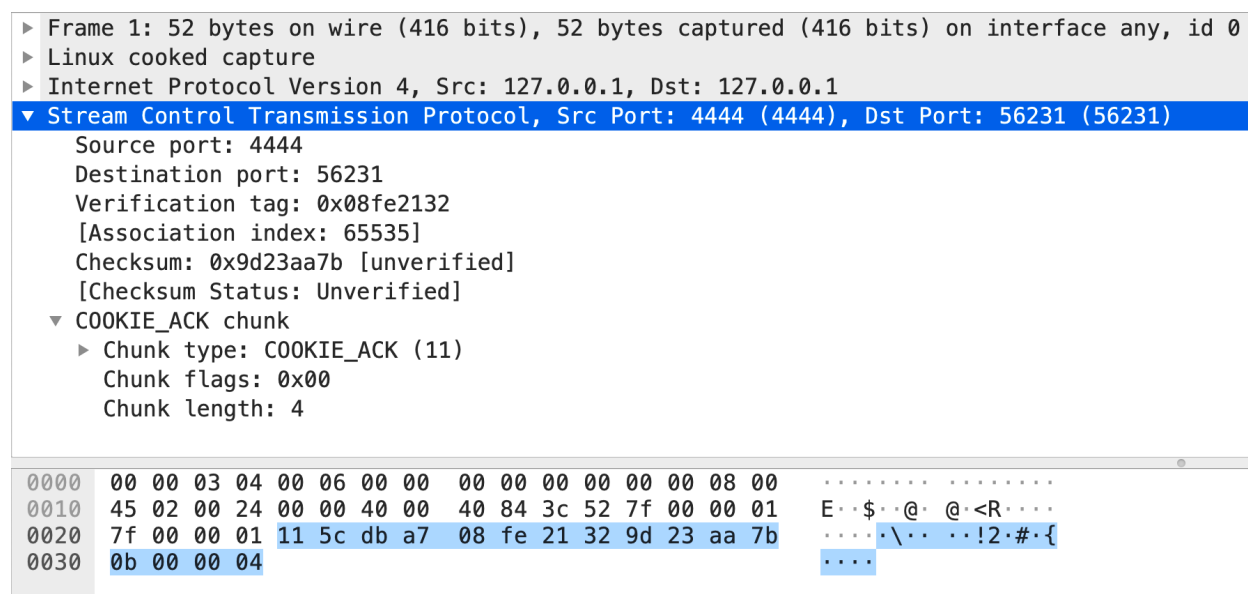 Frame 1: 52 bytes on wire (416 bits), 52 bytes captured (416 bits) on interface any, id 0
Linux cooked capture
Internet Protocol Version 4, Src: 127.0.0.1, Dst: 127.0.0.1
Stream Control Transmission Protocol, Src Port: 4444 (4444), Dst Port: 56231 (56231)
Source port: 4444
Destination port: 56231
Verification tag: 0x08fe2132
[Association index: 65535]
Checksum: 0x9d23aa7b [unverified]
[Checksum Status: Unverified]
COOKIE_ACK chunk
Chunk type: COOKIE_ACK (11)
Chunk flags: 0x00
Chunk length: 4
0000 00 00 03 04 00 06 00 00 00 00 00 00 00 00 08 00 ········ ········
0010 45 02 00 24 00 00 40 00 40 84 3c 52 7f 00 00 01 E··$··@· @·<R····
0020 7f 00 00 01 11 5c db a7 08 fe 21 32 9d 23 aa 7b ·····\·· ··!2·#·{
0030 0b 00 00 04 ····